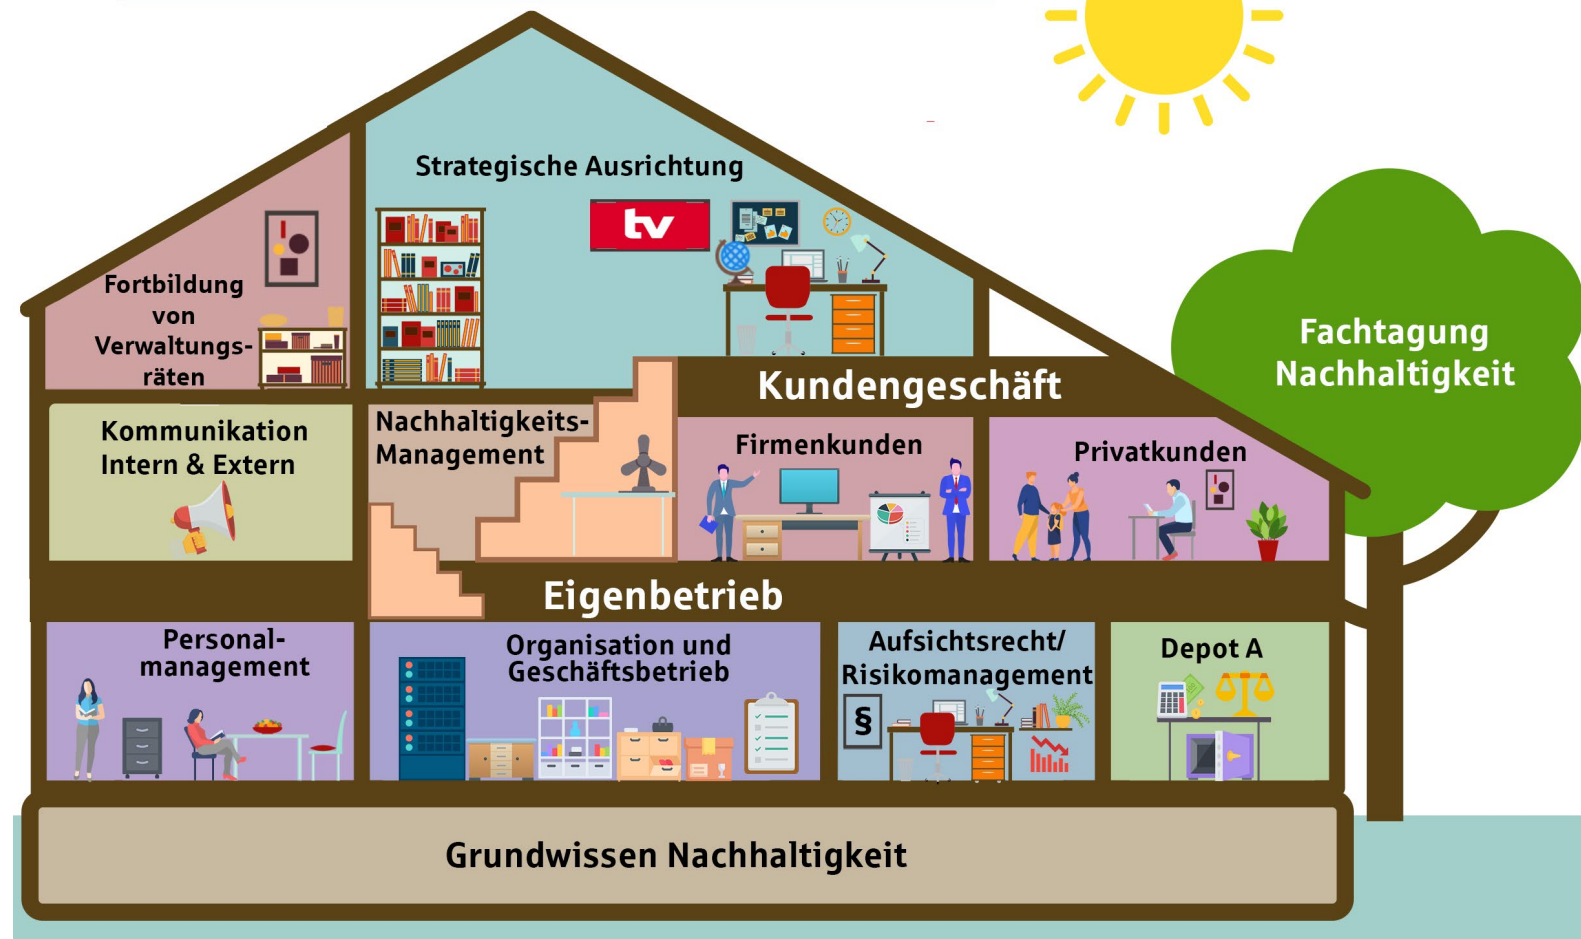 Strategische Ausrichtung
tv
Fortbildung
von
Verwaltungs-
räten
Kundengeschäft
Fachtagung
Nachhaltigkeit
Kommunikation
Intern & Extern
Nachhaltigkeits-
Management
Firmenkunden
Privatkunden
Eigenbetrieb
Personal-
management
Organisation und
Geschäftsbetrieb
Aufsichtsrecht/
Risikomanagement
§
Depot A
Grundwissen Nachhaltigkeit